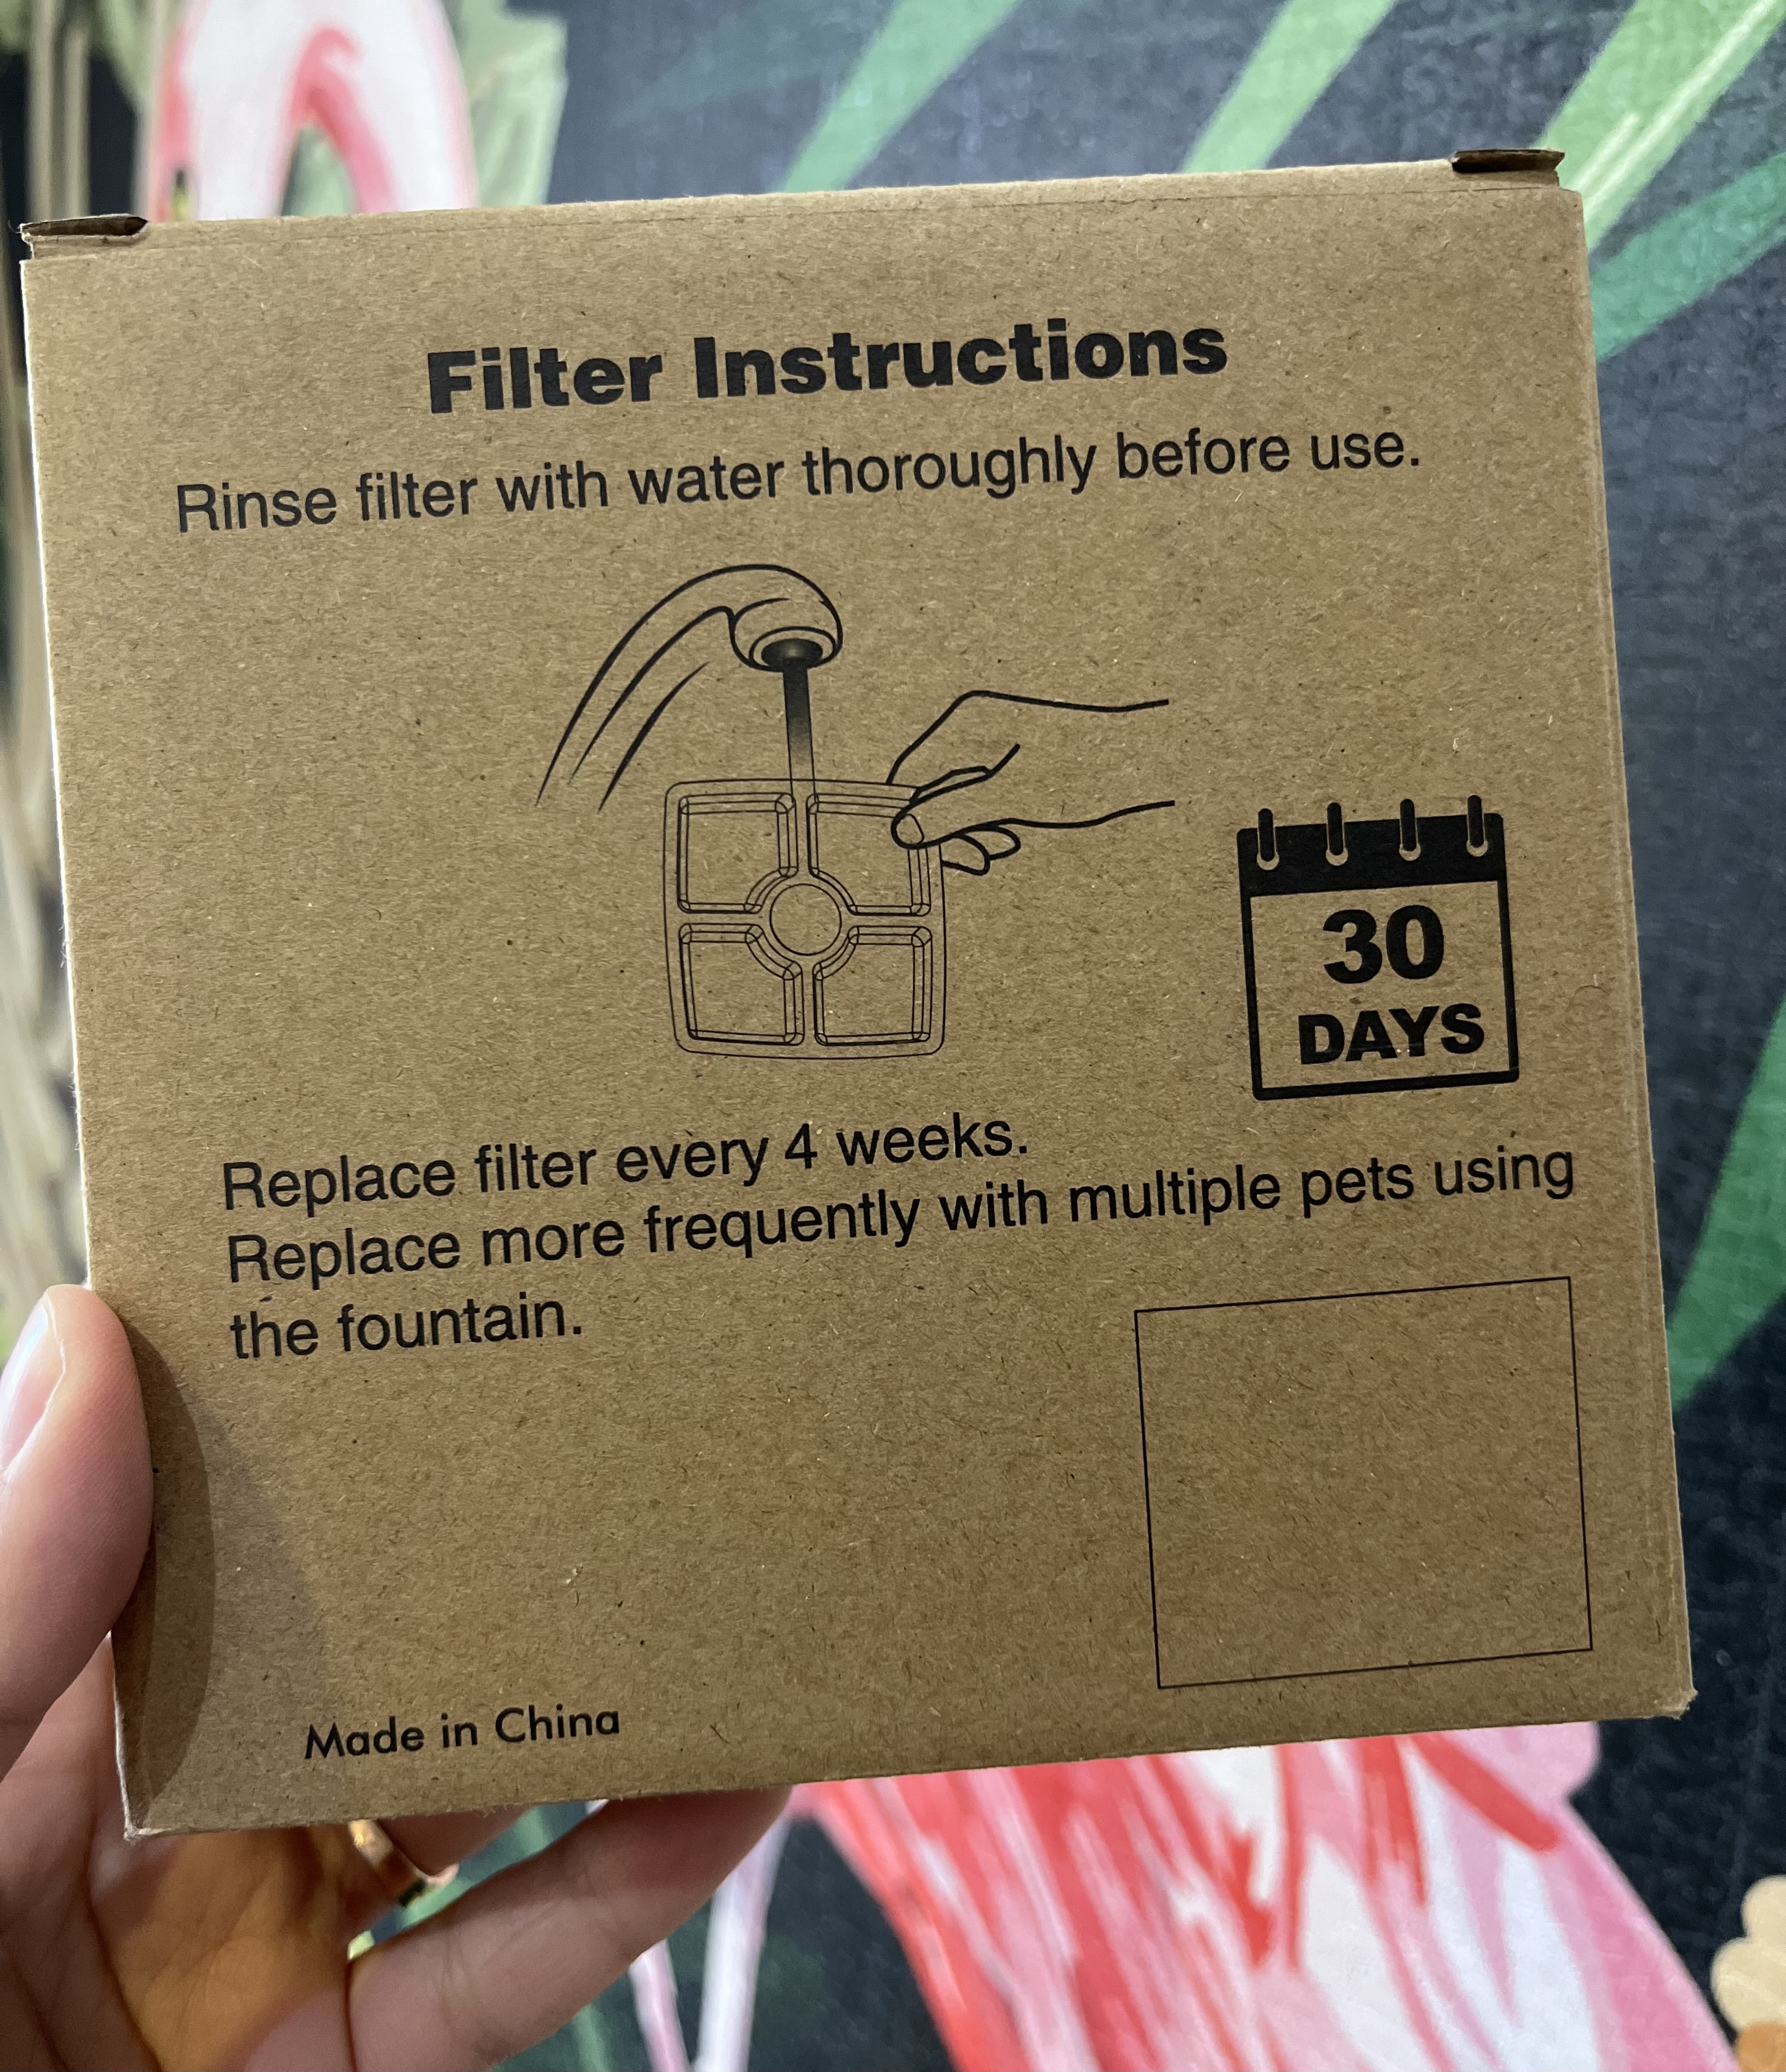 Filter Instructions
Rinse filter with water thoroughly before use.
30
DAYS
Replace filter every 4 weeks.
Replace more frequently with multiple pets using
the fountain.
Made in China